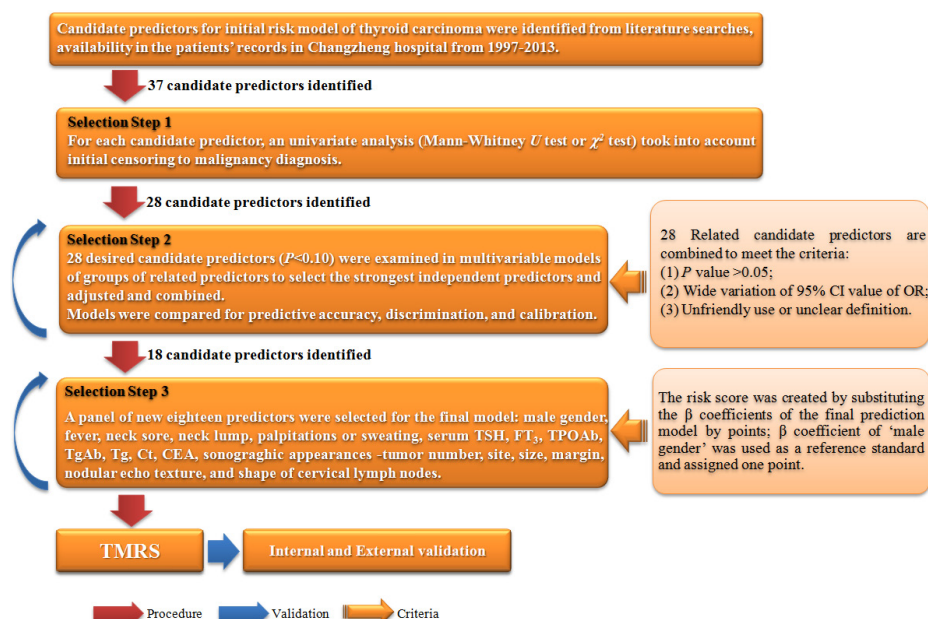 Candidate predictors for initial risk model of thyroid carcinoma were identified from literature searches,
availability in the patients' records in Changzheng hospital from 1997-2013.
37 candidate predictors identified
Selection Step 1
For each candidate predictor, an univariate analysis (Mann-Whitney U test or χ² test) took into account
initial censoring to malignancy diagnosis.
28 candidate predictors identified
Selection Step 2
28 desired candidate predictors (P<0.10) were examined in multivariable models
of groups of related predictors to select the strongest independent predictors and
adjusted and combined.
Models were compared for predictive accuracy, discrimination, and calibration.
28 Related candidate predictors are
combined to meet the criteria:
(1) P value >0.05;
(2) Wide variation of 95% CI value of OR;
(3) Unfriendly use or unclear definition.
18 candidate predictors identified
Selection Step 3
A panel of new eighteen predictors were selected for the final model: male gender,
fever, neck sore, neck lump, palpitations or sweating, serum TSH, FT₃, TPOAb,
TgAb, Tg, Ct, CEA, sonograghic appearances -tumor number, site, size, margin,
nodular echo texture, and shape of cervical lymph nodes.
The risk score was created by substituting
the β coefficients of the final prediction
model by points; β coefficient of 'male
gender' was used as a reference standard
and assigned one point.
TMRS
Internal and External validation
Procedure
Validation
Criteria